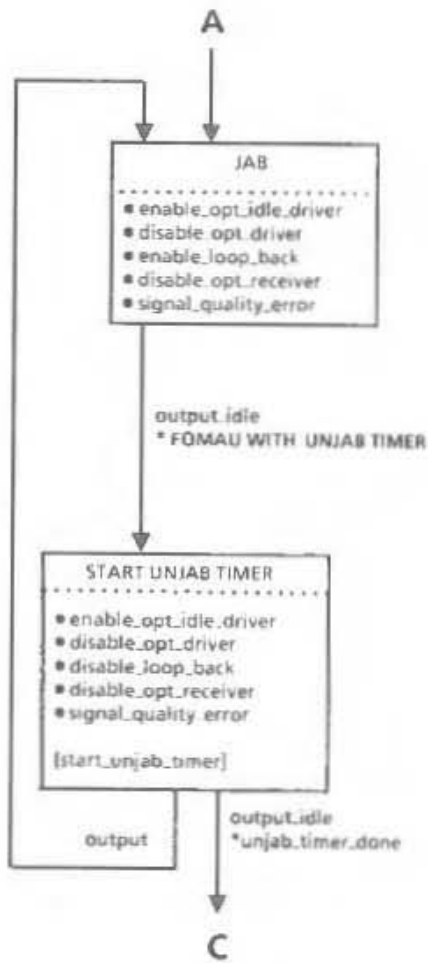 A
JAB
• enable_opt_idle_driver
• disable_opt_driver
• enable_loop_back
• disable_opt_receiver
• signal_quality_error
output_idle
* FOMAU WITH UNJAB TIMER
START UNJAB TIMER
• enable_opt_idle_driver
• disable_opt_driver
• disable_loop_back
• disable_opt_receiver
• signal_quality_error
[start_unjab_timer]
output
output_idle
*unjab_timer_done
C